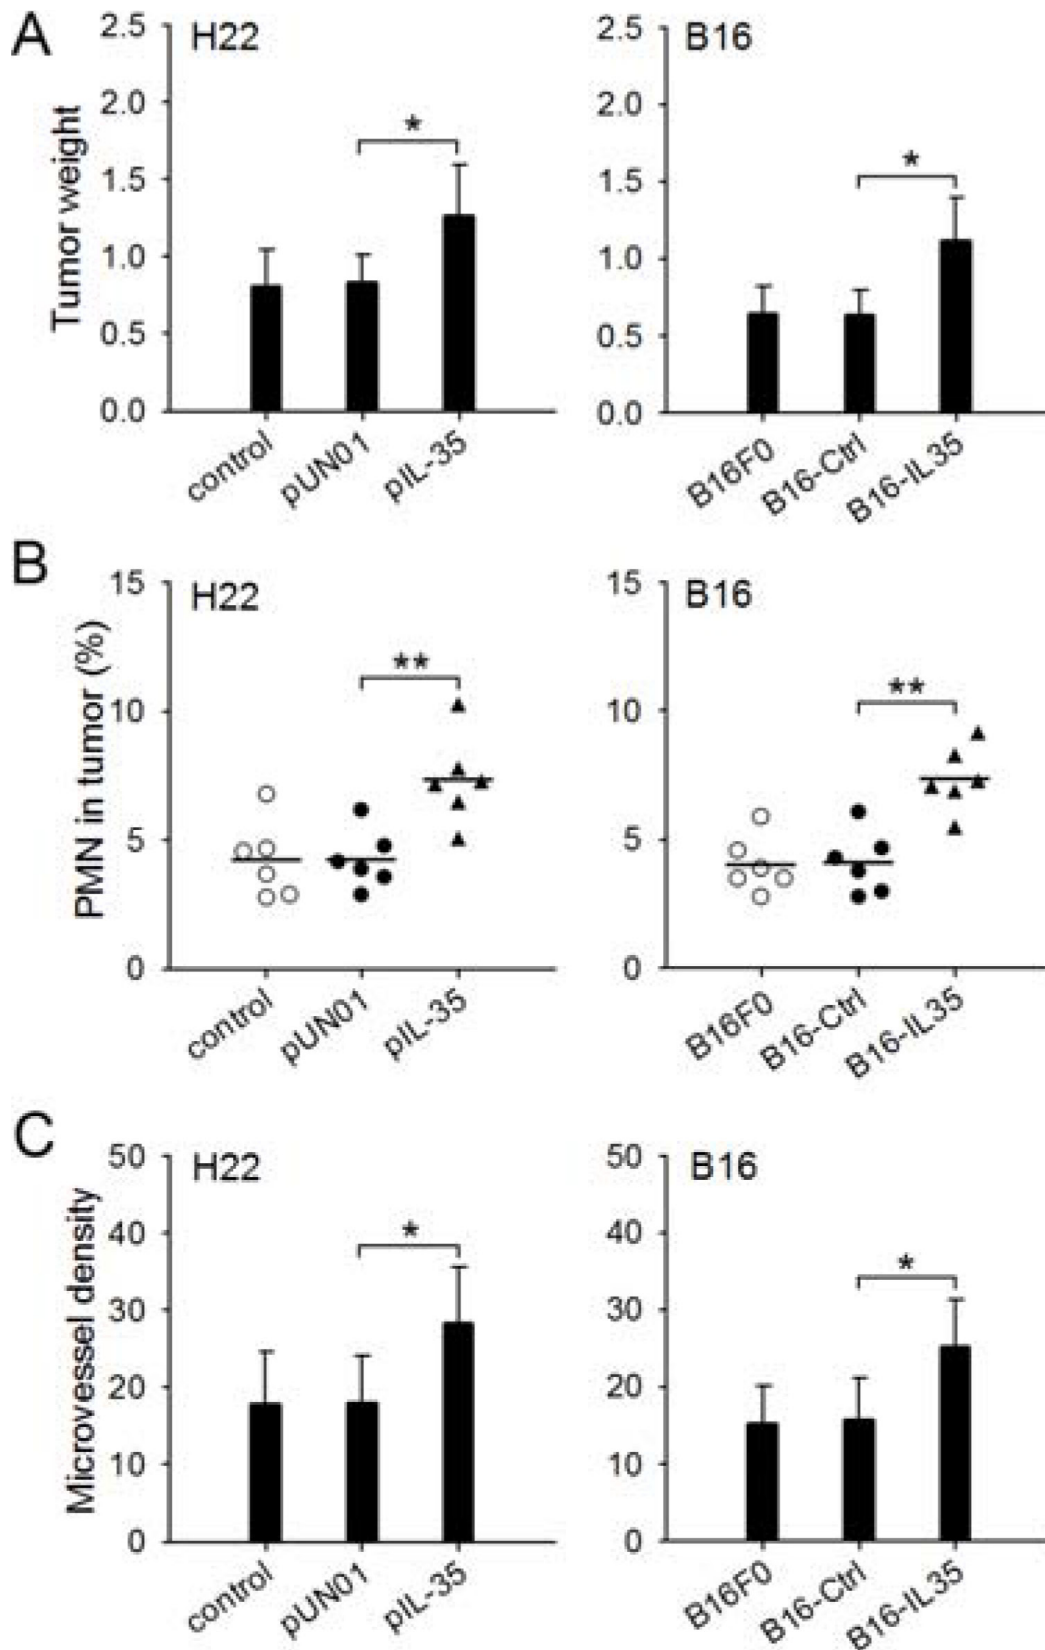 A
H22
B16
Tumor weight
2.5
2.0
1.5
1.0
0.5
0.0
*
control
pUN01
pIL-35
2.5
2.0
1.5
1.0
0.5
0.0
*
B16F0
B16-Ctrl
B16-IL35
B
H22
B16
PMN in tumor (%)
15
10
5
0
**
control
pUN01
pIL-35
15
10
5
0
**
B16F0
B16-Ctrl
B16-IL35
C
H22
B16
Microvessel density
50
40
30
20
10
0
*
control
pUN01
pIL-35
50
40
30
20
10
0
*
B16F0
B16-Ctrl
B16-IL35